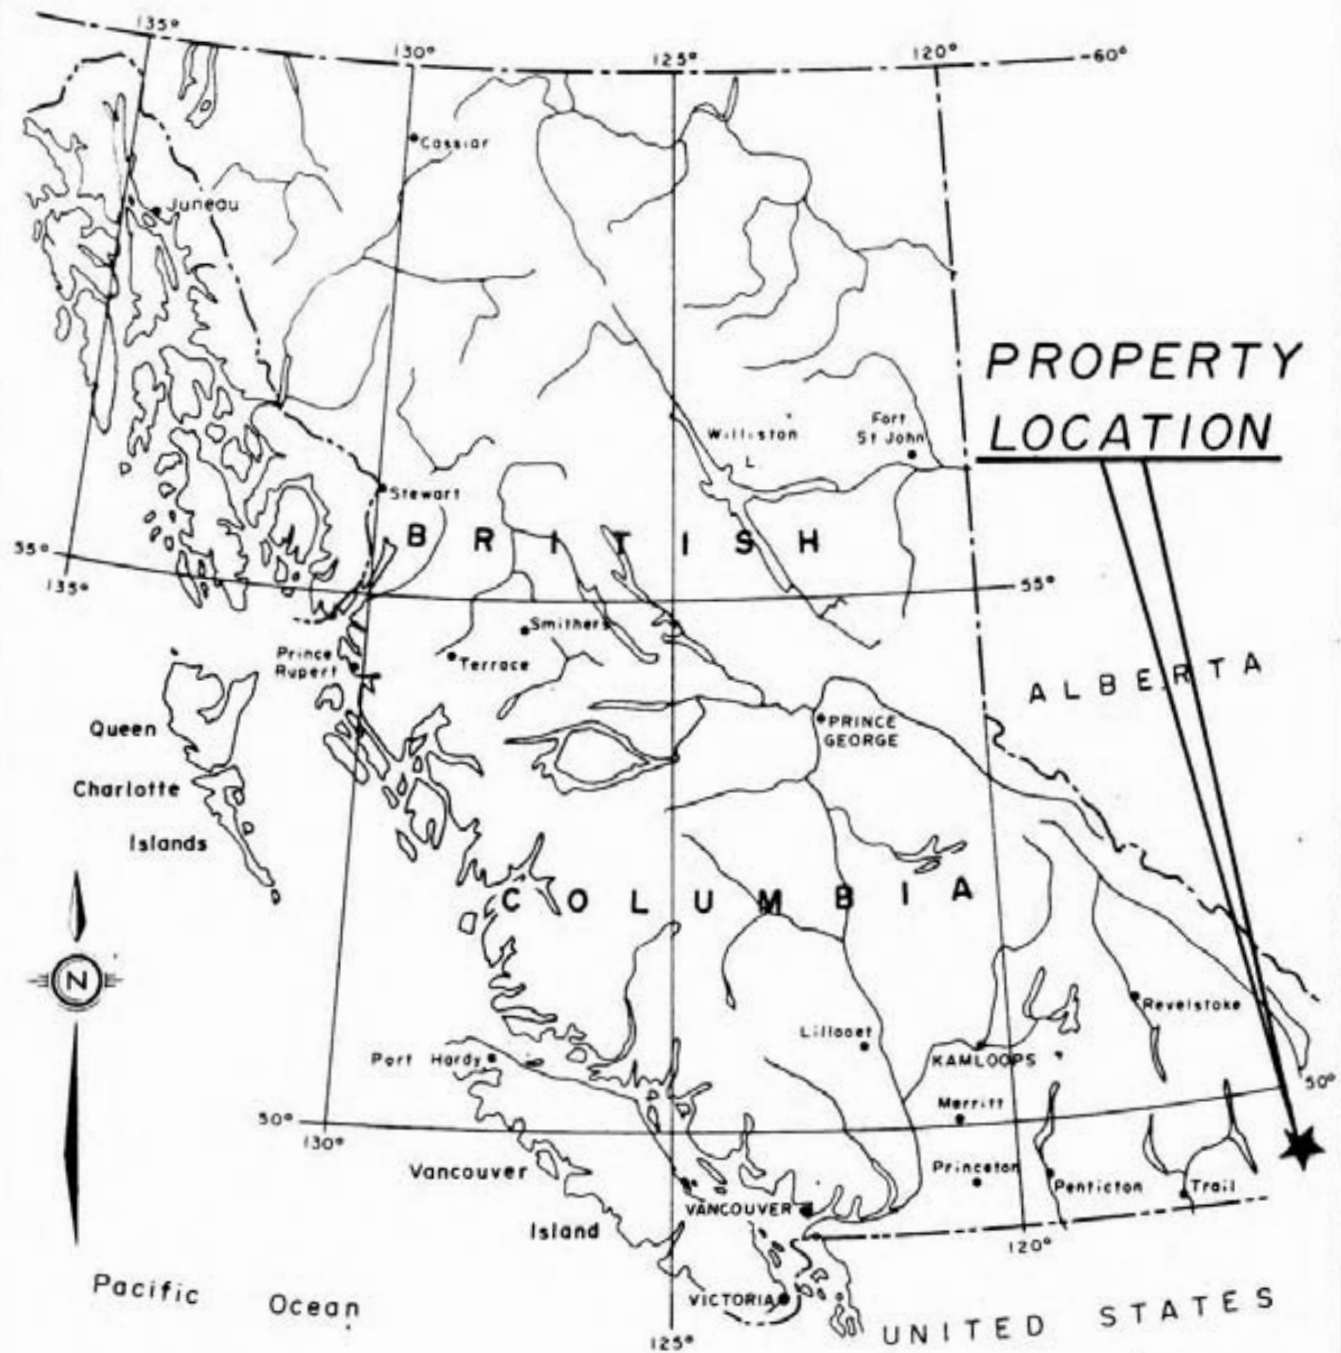 135°
130°
125°
120°
60°
Cassiar
Juneau
PROPERTY
LOCATION
Williston
L
Fort
St John
Stewart
BRITISH
55°
135°
55°
Smithers
Terrace
Prince
Rupert
ALBERTA
Queen
Charlotte
Islands
PRINCE
GEORGE
COLUMBIA
N
Revelstoke
Lillooet
KAMLOOPS
Port Hardy
50°
50°
130°
Merritt
Vancouver
Island
Princeton
Penticton
Trail
VANCOUVER
120°
Pacific Ocean
VICTORIA
125°
UNITED STATES